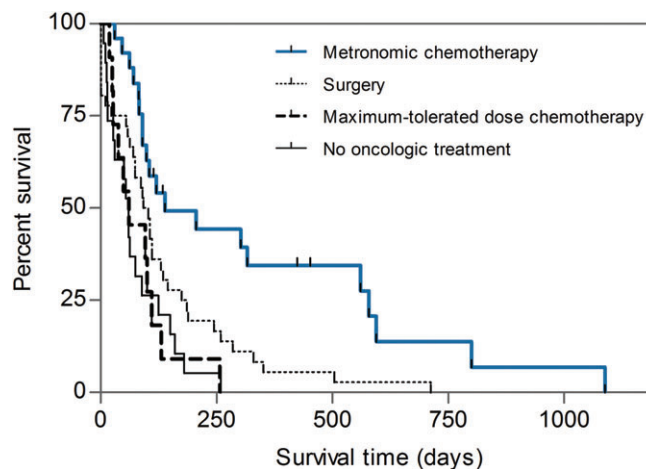 100
75
50
25
0
Percent survival
Metronomic chemotherapy
Surgery
Maximum-tolerated dose chemotherapy
No oncologic treatment
0 250 500 750 1000
Survival time (days)